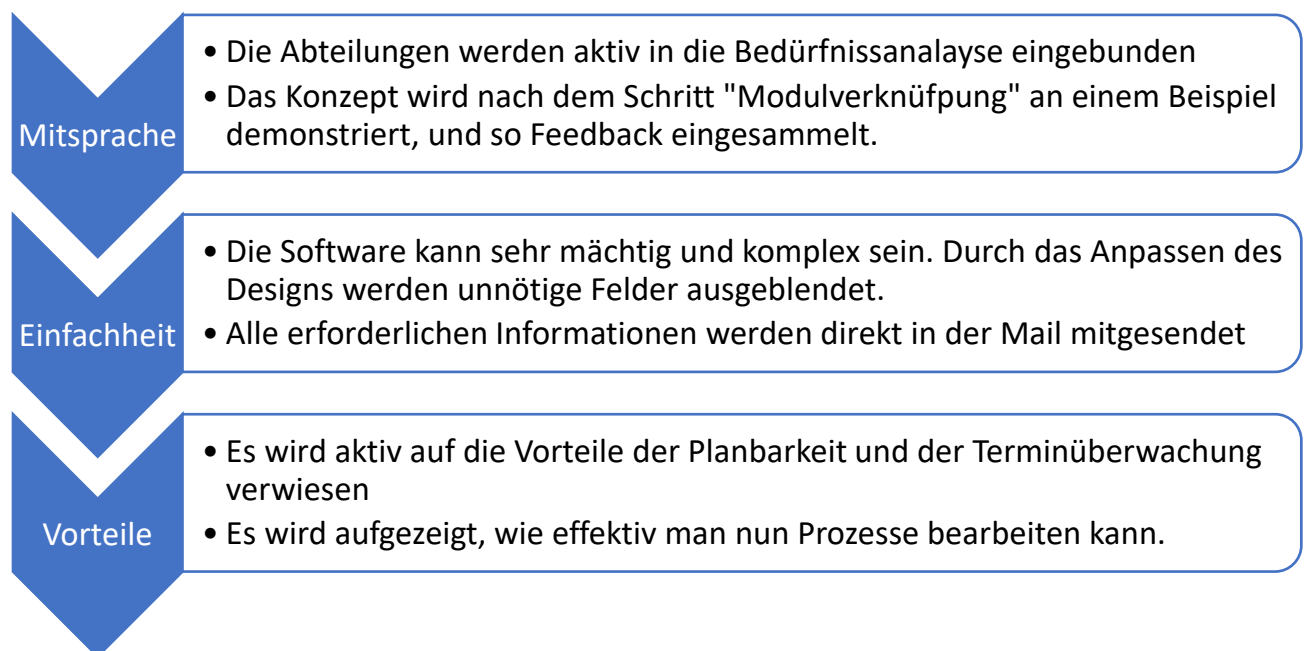 Mitsprache
• Die Abteilungen werden aktiv in die Bedürfnissanalayse eingebunden
• Das Konzept wird nach dem Schritt "Modulverknüfpung" an einem Beispiel
demonstriert, und so Feedback eingesammelt.
Einfachheit
• Die Software kann sehr mächtig und komplex sein. Durch das Anpassen des
Designs werden unnötige Felder ausgeblendet.
• Alle erforderlichen Informationen werden direkt in der Mail mitgesendet
Vorteile
• Es wird aktiv auf die Vorteile der Planbarkeit und der Terminüberwachung
verwiesen
• Es wird aufgezeigt, wie effektiv man nun Prozesse bearbeiten kann.